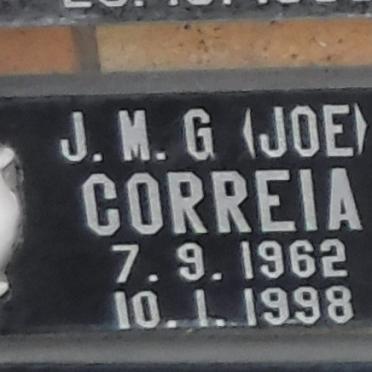 J. M. G (JOE)
CORREIA
7. 9. 1962
10. 1. 1998